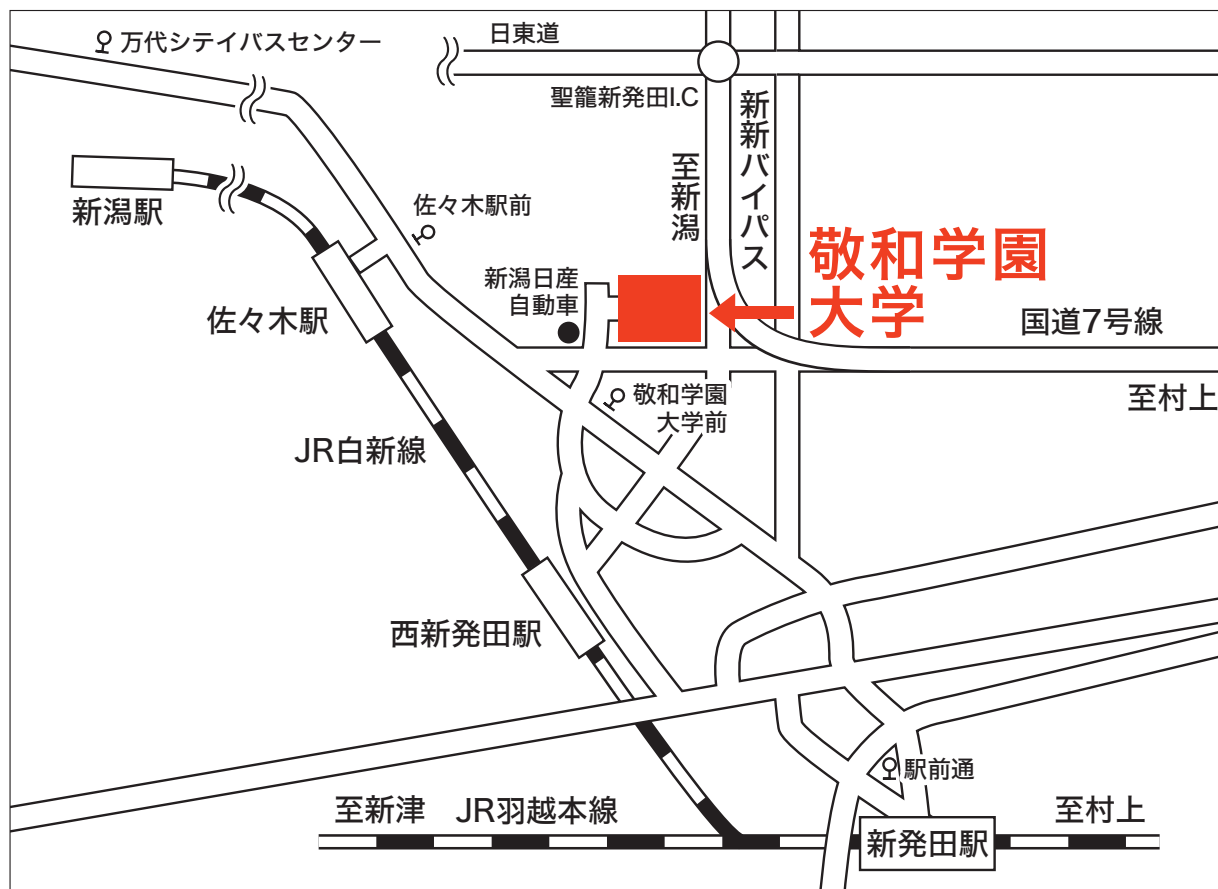 万代シテイバスセンター
日東道
聖籠新発田I.C
新新バイパス
至新潟
新潟駅
佐々木駅前
敬和学園
大学
新潟日産
自動車
佐々木駅
国道7号線
敬和学園
大学前
至村上
JR白新線
西新発田駅
駅前通
至新津
JR羽越本線
至村上
新発田駅